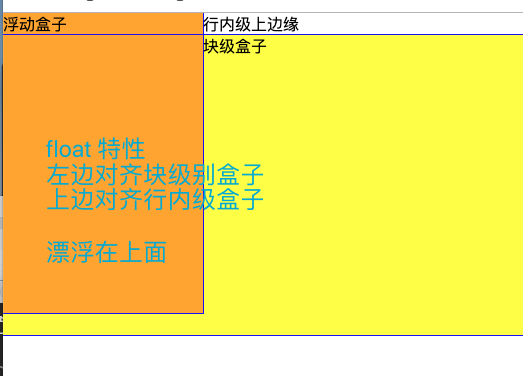 浮动盒子 行内级上边缘
块级盒子
float 特性
左边对齐块级别盒子
上边对齐行内级盒子
漂浮在上面